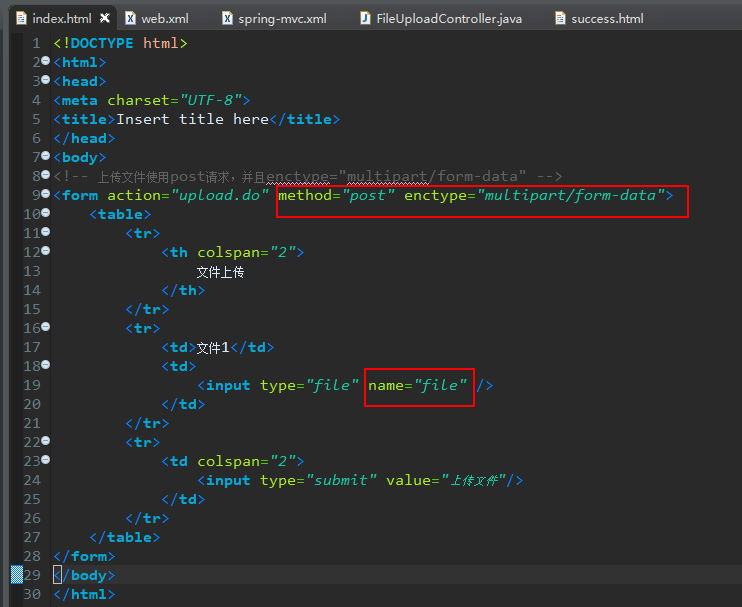 index.html web.xml spring-mvc.xml FileUploadController.java success.html
1 <!DOCTYPE html>
2 <html>
3 <head>
4 <meta charset="UTF-8">
5 <title>Insert title here</title>
6 </head>
7 <body>
8 <!-- 上传文件使用post请求，并且enctype="multipart/form-data" -->
9 <form action="upload.do" method="post" enctype="multipart/form-data">
10 <table>
11 <tr>
12 <th colspan="2">
13 文件上传
14 </th>
15 </tr>
16 <tr>
17 <td>文件1</td>
18 <td>
19 <input type="file" name="file" />
20 </td>
21 </tr>
22 <tr>
23 <td colspan="2">
24 <input type="submit" value="上传文件"/>
25 </td>
26 </tr>
27 </table>
28 </form>
29 </body>
30 </html>